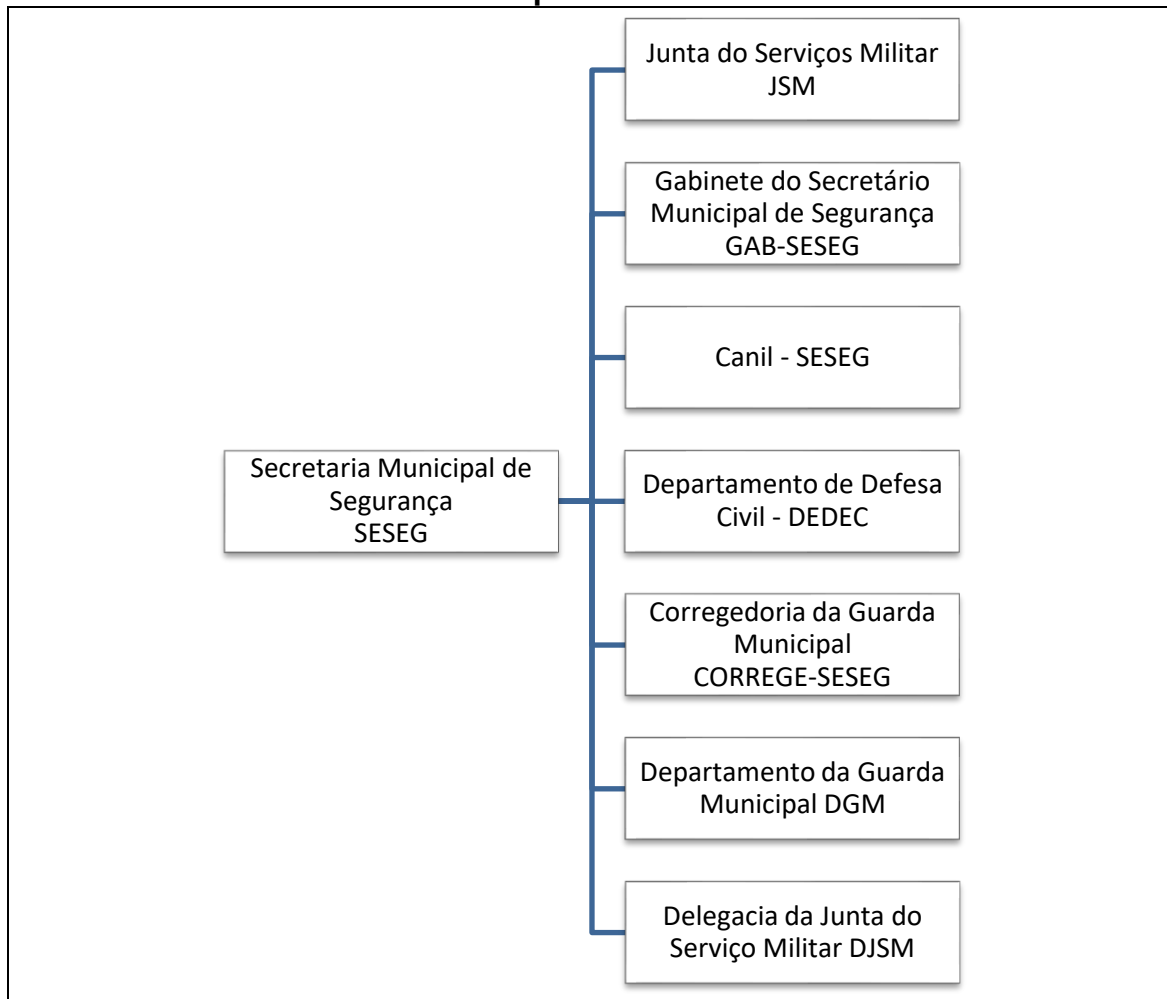 Junta do Serviços Militar
JSM
Gabinete do Secretário
Municipal de Segurança
GAB-SESEG
Canil - SESEG
Secretaria Municipal de
Segurança
SESEG
Departamento de Defesa
Civil - DEDEC
Corregedoria da Guarda
Municipal
CORREGE-SESEG
Departamento da Guarda
Municipal DGM
Delegacia da Junta do
Serviço Militar DJSM